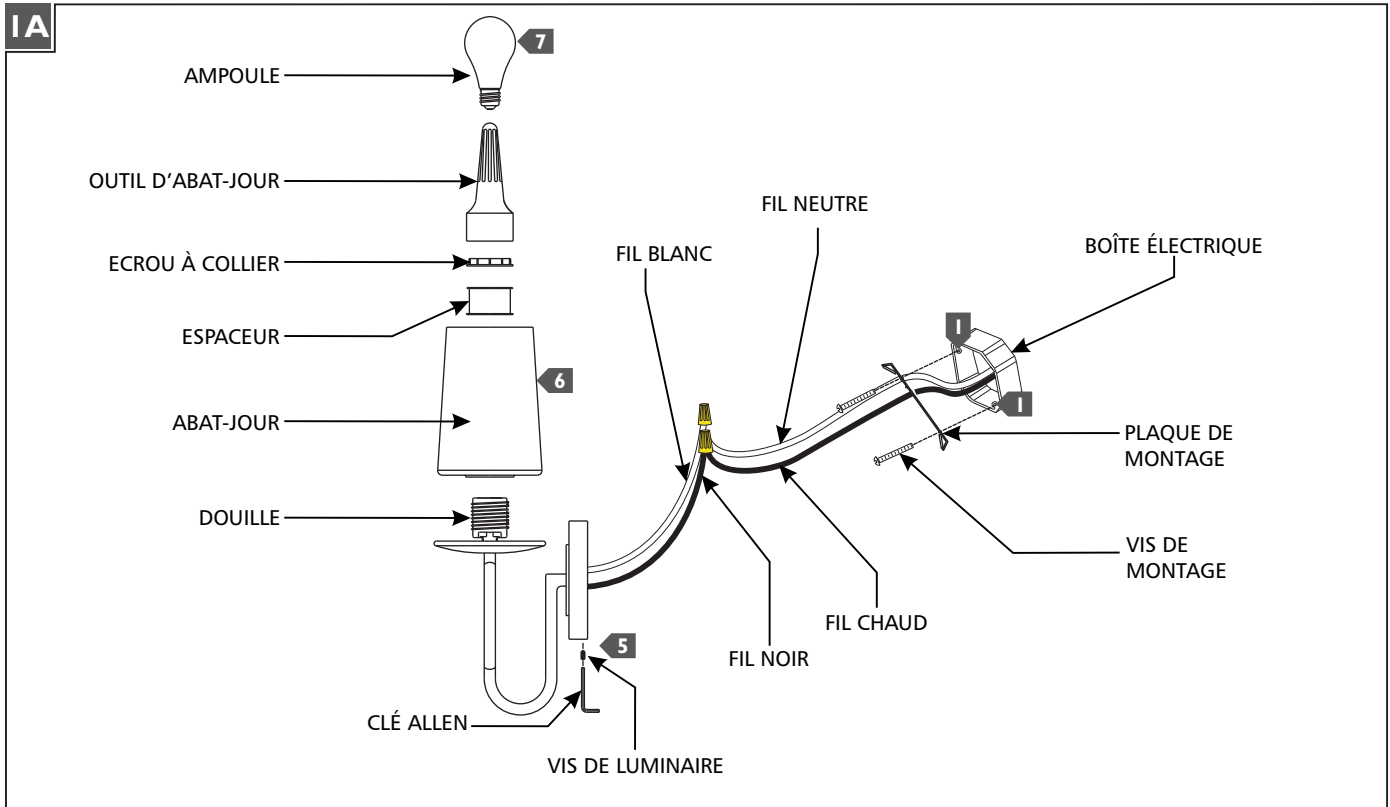 1A
7
AMPOULE
OUTIL D'ABAT-JOUR
FIL NEUTRE
FIL BLANC
BOÎTE ÉLECTRIQUE
ECROU À COLLIER
ESPACEUR
1
6
1
ABAT-JOUR
PLAQUE DE
MONTAGE
DOUILLE
VIS DE
MONTAGE
FIL CHAUD
5
FIL NOIR
CLÉ ALLEN
VIS DE LUMINAIRE